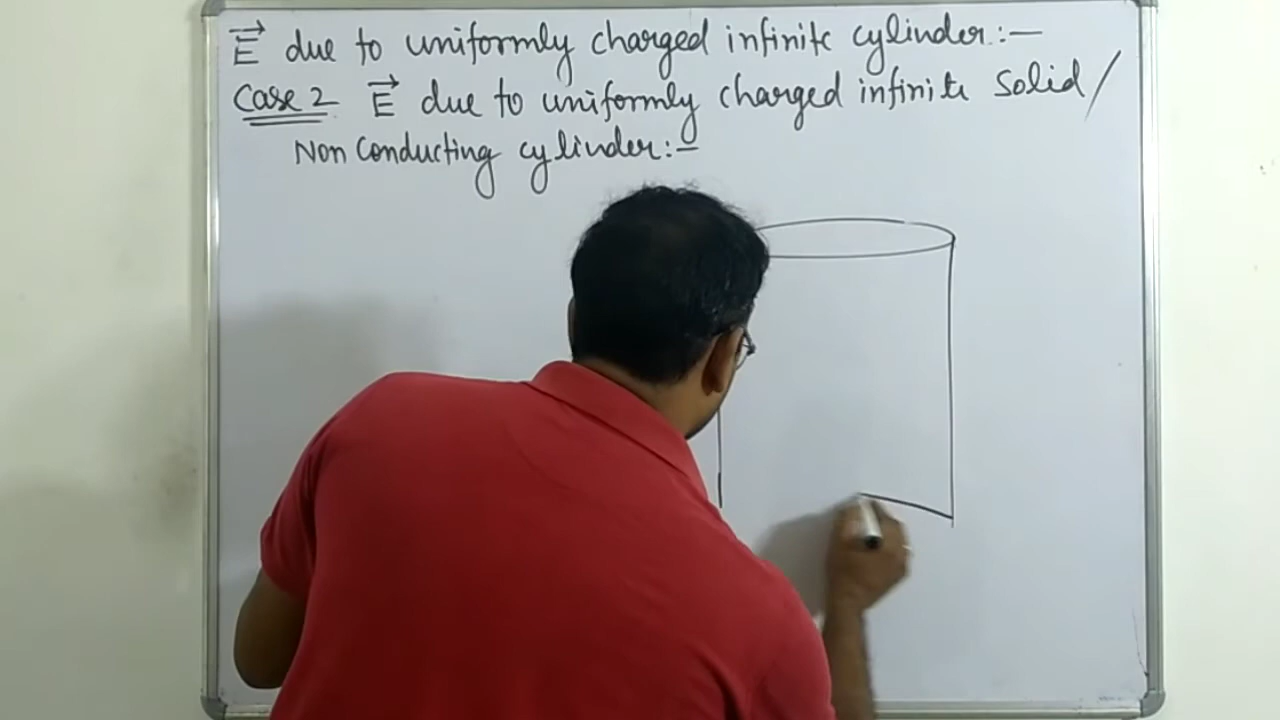 E⃗ due to uniformly charged infinite cylinder:—
Case 2 E⃗ due to uniformly charged infinite solid /
Non Conducting cylinder:—